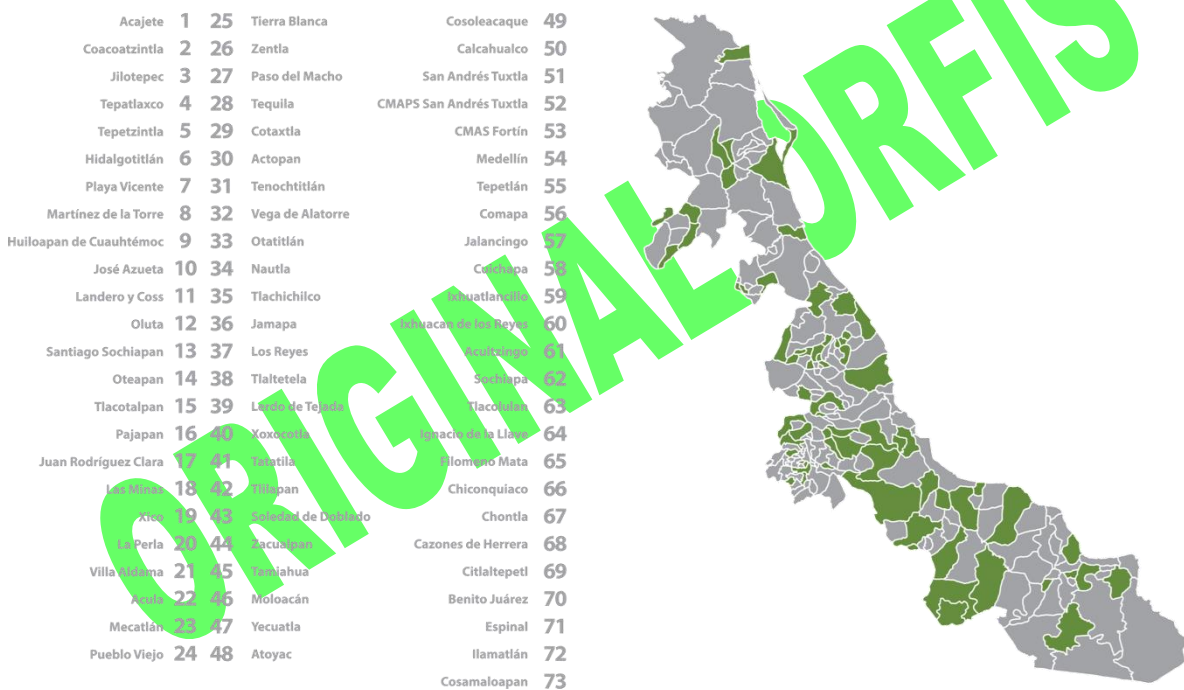 Acajete 1 25 Tierra Blanca Cosoleacaque 49
Coacoatzintla 2 26 Zentla Calcahualco 50
Jilotepec 3 27 Paso del Macho San Andrés Tuxtla 51
Tepatlaxco 4 28 Tequila CMAPS San Andrés Tuxtla 52
Tepetzintla 5 29 Cotaxtla CMAS Fortín 53
Hidalgotitlán 6 30 Actopan Medellín 54
Playa Vicente 7 31 Tenochtitlán Tepetlán 55
Martínez de la Torre 8 32 Vega de Alatorre Comapa 56
Huiloapan de Cuauhtémoc 9 33 Otatitlán Jalancingo 57
José Azueta 10 34 Nautla Cuichapa 58
Landero y Coss 11 35 Tlachichilco Ixhuatlancillo 59
Oluta 12 36 Jamapa Ixhuacan de los Reyes 60
Santiago Sochiapan 13 37 Los Reyes Acultzingo 61
Oteapan 14 38 Tlaltetela Sochiapa 62
Tlacotalpan 15 39 Lerdo de Tejada Tlacolulan 63
Pajapan 16 40 Xoxocotla Ignacio de la Llave 64
Juan Rodríguez Clara 17 41 Tatatila Filomeno Mata 65
Las Minas 18 42 Tlilapan Chiconquiaco 66
Xico 19 43 Soledad de Doblado Chontla 67
La Perla 20 44 Zacualpan Cazones de Herrera 68
Villa Aldama 21 45 Tamiahua Citlaltepetl 69
Acula 22 46 Moloacán Benito Juárez 70
Mecatlán 23 47 Yecuatla Espinal 71
Pueblo Viejo 24 48 Atoyac Ilamatlán 72
Cosamaloapan 73
ORIGINAL ORFIS